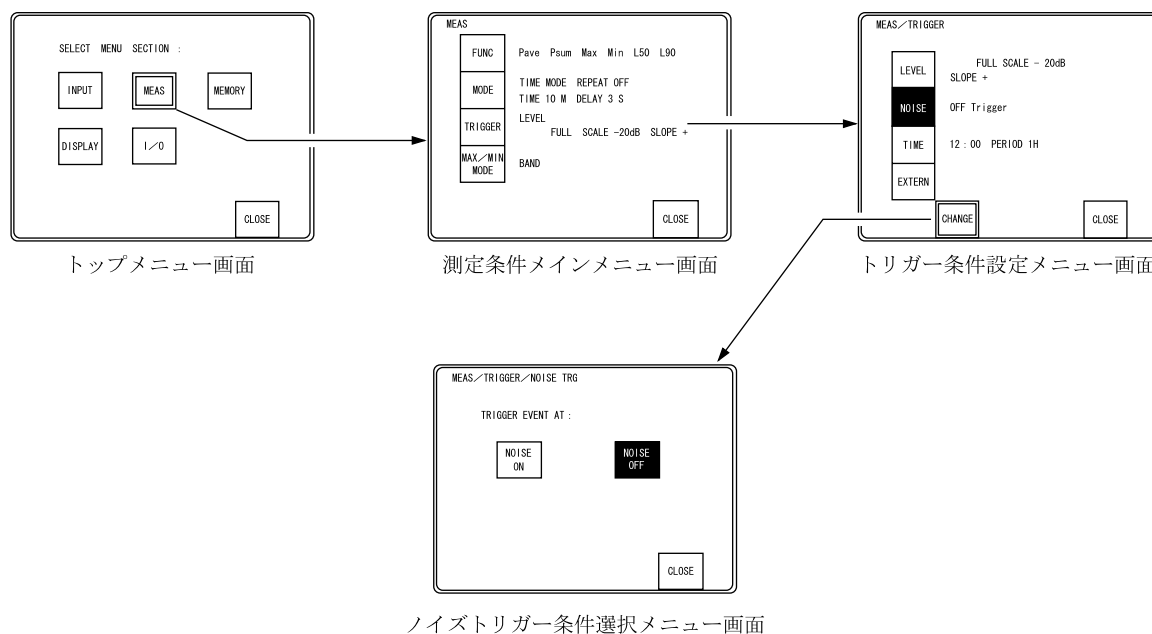 SELECT MENU SECTION :
INPUT
MEAS
MEMORY
DISPLAY
I／O
CLOSE
トップメニュー画面
MEAS
FUNC
Pave Psum Max Min L50 L90
MODE
TIME MODE REPEAT OFF
TIME 10 M DELAY 3 S
TRIGGER
LEVEL
FULL SCALE −20dB SLOPE +
MAX／MIN
MODE
BAND
CLOSE
測定条件メインメニュー画面
MEAS／TRIGGER
LEVEL
FULL SCALE − 20dB
SLOPE +
NOISE
OFF Trigger
TIME
12 : 00 PERIOD 1H
EXTERN
CHANGE
CLOSE
トリガー条件設定メニュー画面
MEAS／TRIGGER／NOISE TRG
TRIGGER EVENT AT :
NOISE
ON
NOISE
OFF
CLOSE
ノイズトリガー条件選択メニュー画面